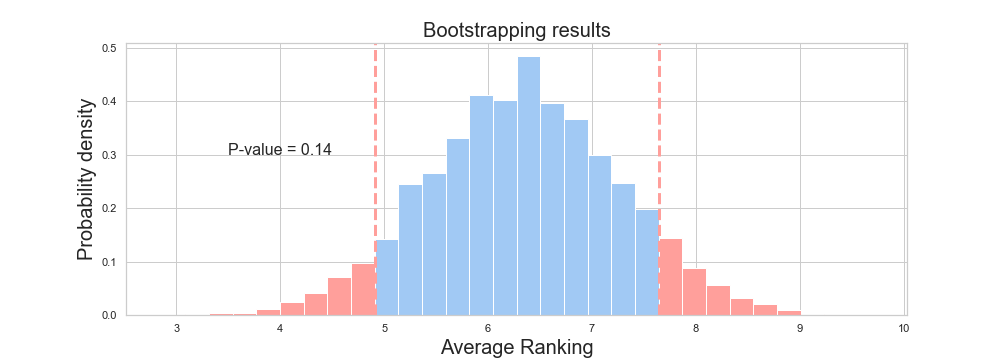 Bootstrapping results
0.5
0.4
0.3
0.2
0.1
0.0
Probability density
P-value = 0.14
3 4 5 6 7 8 9 10
Average Ranking